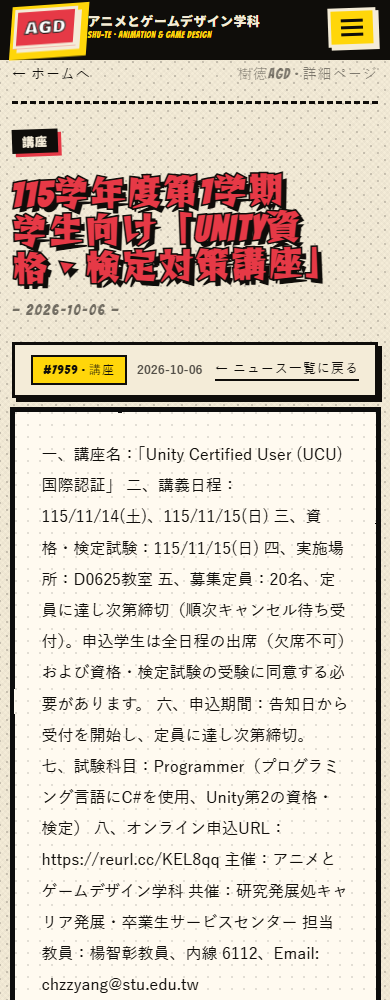 AGD
アニメとゲームデザイン学科
SHU-TE・ANIMATION & GAME DESIGN
← ホームへ
樹徳AGD・詳細ページ
講座
115学年度第1学期
学生向け「UNITY資
格・検定対策講座」
– 2026-10-06 –
#7959・講座
2026-10-06
← ニュース一覧に戻る
一、講座名：「Unity Certified User (UCU)
国際認証」 二、講義日程：
115/11/14(土)、115/11/15(日) 三、資
格・検定試験：115/11/15(日) 四、実施場
所：D0625教室 五、募集定員：20名、定
員に達し次第締切（順次キャンセル待ち受
付）。申込学生は全日程の出席（欠席不可）
および資格・検定試験の受験に同意する必
要があります。 六、申込期間：告知日から
受付を開始し、定員に達し次第締切。
七、試験科目：Programmer（プログラミ
ング言語にC#を使用、Unity第2の資格・
検定） 八、オンライン申込URL：
https://reurl.cc/KEL8qq 主催：アニメと
ゲームデザイン学科 共催：研究発展処キャ
リア発展・卒業生サービスセンター 担当
教員：楊智彰教員、内線 6112、Email:
chzzyang@stu.edu.tw